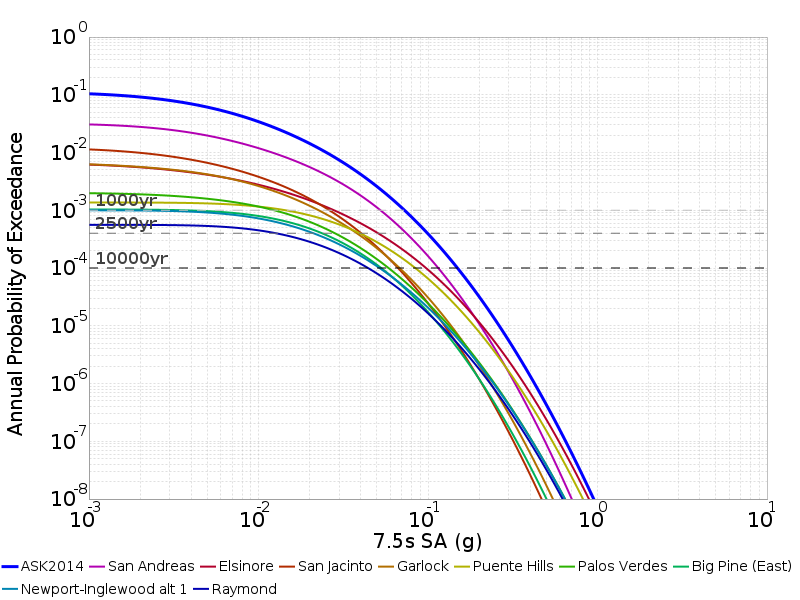 10^0
10^-1
10^-2
10^-3
10^-4
10^-5
10^-6
10^-7
10^-8
Annual Probability of Exceedance
1000yr
2500yr
10000yr
10^-3 10^-2 10^-1 10^0 10^1
7.5s SA (g)
ASK2014 San Andreas Elsinore San Jacinto Garlock Puente Hills Palos Verdes Big Pine (East)
Newport-Inglewood alt 1 Raymond